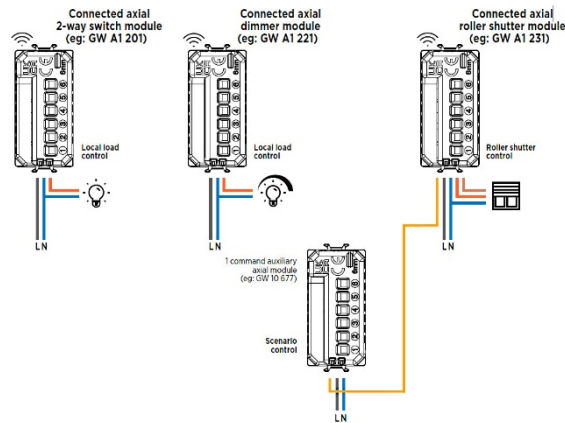 Connected axial
2-way switch module
(eg: GW A1 201)
Connected axial
dimmer module
(eg: GW A1 221)
Connected axial
roller shutter module
(eg: GW A1 231)
Local load
control
Local load
control
Roller shutter
control
L N
L N
L N
1 command auxiliary
axial module
(eg: GW 10 677)
Scenario
control
L N